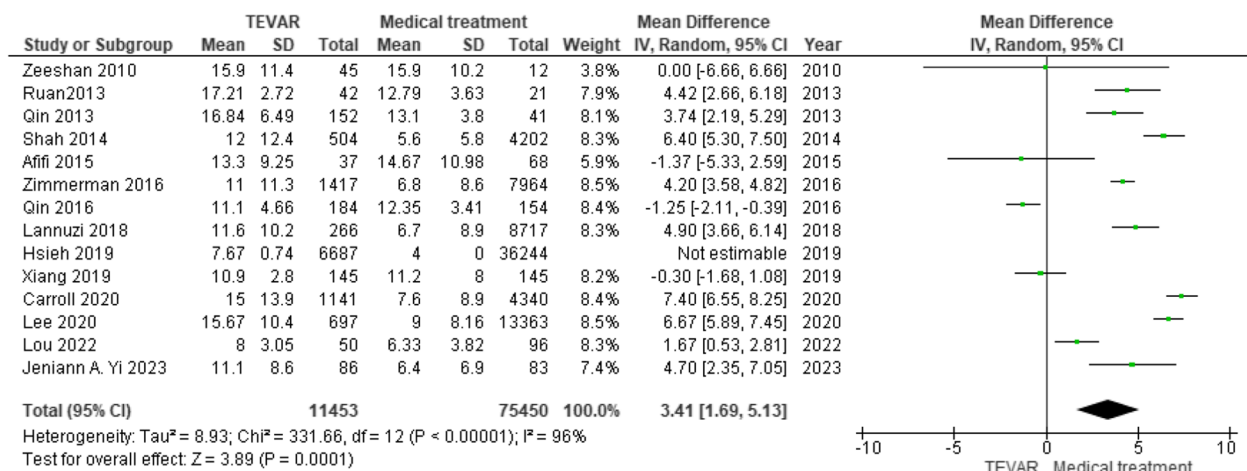 TEVAR Medical treatment Mean Difference Mean Difference
Study or Subgroup Mean SD Total Mean SD Total Weight IV, Random, 95% CI Year IV, Random, 95% CI
Zeeshan 2010 15.9 11.4 45 15.9 10.2 12 3.8% 0.00 [-6.66, 6.66] 2010
Ruan2013 17.21 2.72 42 12.79 3.63 21 7.9% 4.42 [2.66, 6.18] 2013
Qin 2013 16.84 6.49 152 13.1 3.8 41 8.1% 3.74 [2.19, 5.29] 2013
Shah 2014 12 12.4 504 5.6 5.8 4202 8.3% 6.40 [5.30, 7.50] 2014
Afifi 2015 13.3 9.25 37 14.67 10.98 68 5.9% -1.37 [-5.33, 2.59] 2015
Zimmerman 2016 11 11.3 1417 6.8 8.6 7964 8.5% 4.20 [3.58, 4.82] 2016
Qin 2016 11.1 4.66 184 12.35 3.41 154 8.4% -1.25 [-2.11, -0.39] 2016
Lannuzi 2018 11.6 10.2 266 6.7 8.9 8717 8.3% 4.90 [3.66, 6.14] 2018
Hsieh 2019 7.67 0.74 6687 4 0 36244 Not estimable 2019
Xiang 2019 10.9 2.8 145 11.2 8 145 8.2% -0.30 [-1.68, 1.08] 2019
Carroll 2020 15 13.9 1141 7.6 8.9 4340 8.4% 7.40 [6.55, 8.25] 2020
Lee 2020 15.67 10.4 697 9 8.16 13363 8.5% 6.67 [5.89, 7.45] 2020
Lou 2022 8 3.05 50 6.33 3.82 96 8.3% 1.67 [0.53, 2.81] 2022
Jeniann A. Yi 2023 11.1 8.6 86 6.4 6.9 83 7.4% 4.70 [2.35, 7.05] 2023
Total (95% CI) 11453 75450 100.0% 3.41 [1.69, 5.13]
Heterogeneity: Tau² = 8.93; Chi² = 331.66, df = 12 (P < 0.00001); I² = 96%
Test for overall effect: Z = 3.89 (P = 0.0001)
-10 -5 0 5 10
TEVAR Medical treatment